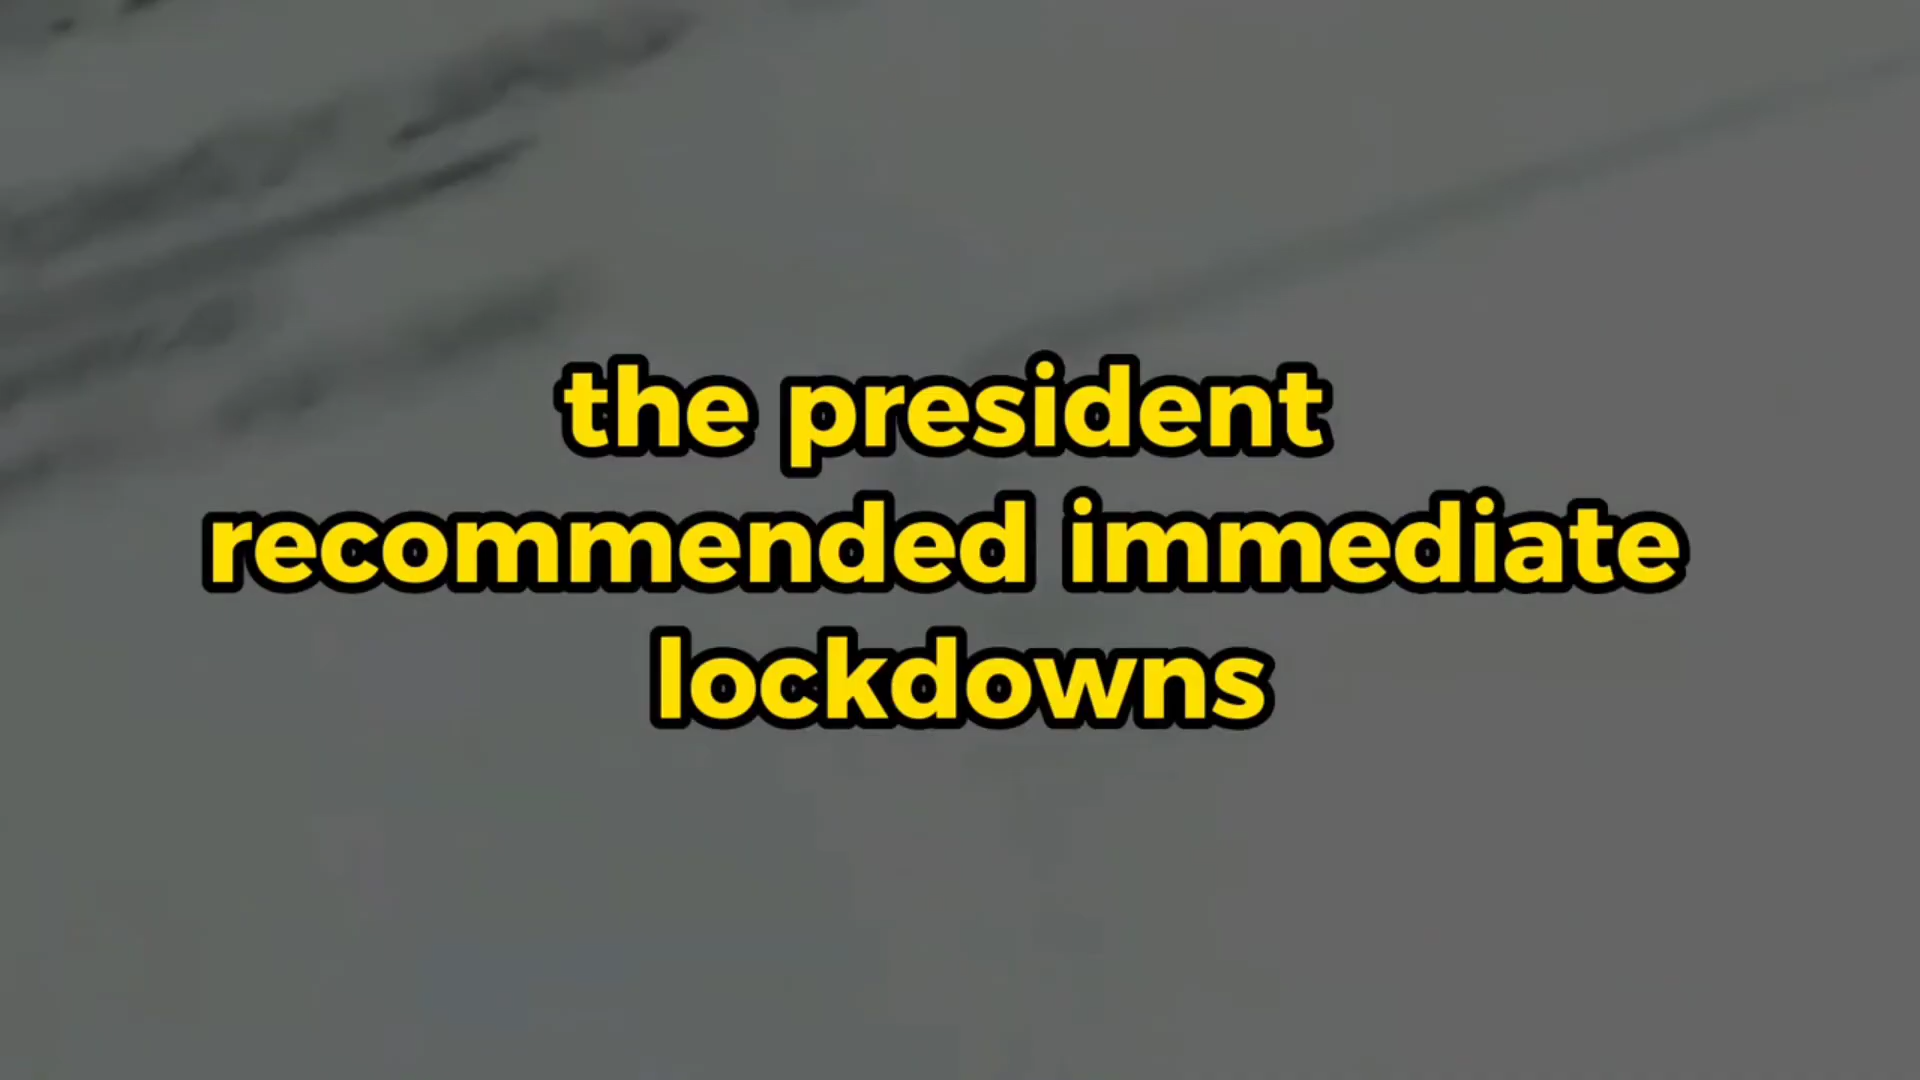 the president
recommended immediate
lockdowns